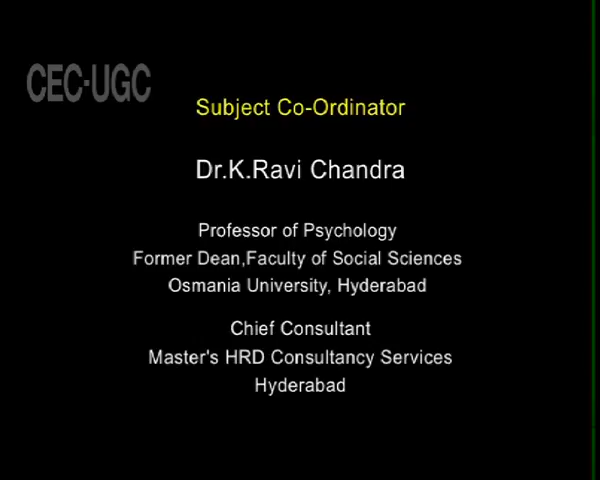 CEC-UGC
Subject Co-Ordinator
Dr.K.Ravi Chandra
Professor of Psychology
Former Dean,Faculty of Social Sciences
Osmania University, Hyderabad
Chief Consultant
Master's HRD Consultancy Services
Hyderabad